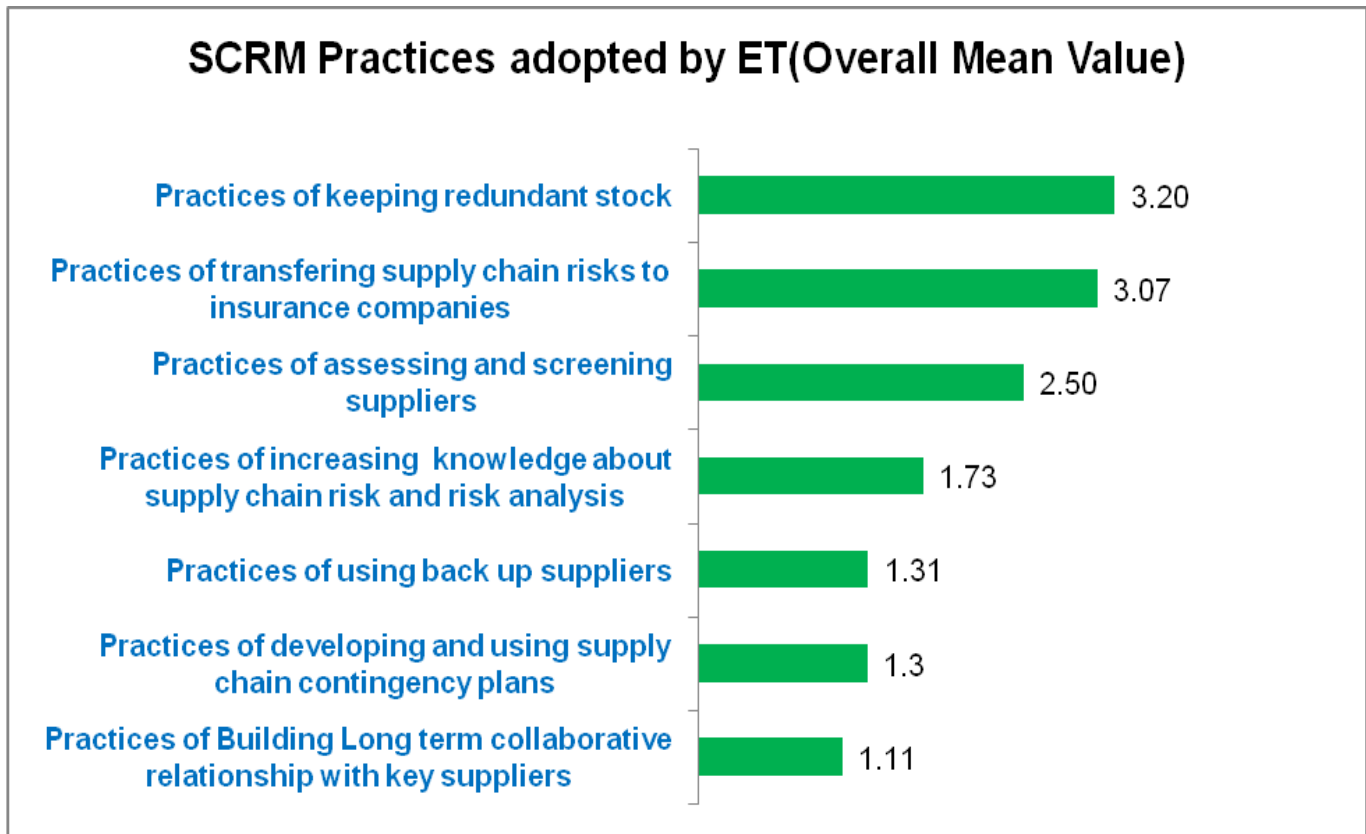 SCRM Practices adopted by ET(Overall Mean Value)
Practices of keeping redundant stock
3.20
Practices of transfering supply chain risks to
insurance companies
3.07
Practices of assessing and screening
suppliers
2.50
Practices of increasing  knowledge about
supply chain risk and risk analysis
1.73
Practices of using back up suppliers
1.31
Practices of developing and using supply
chain contingency plans
1.3
Practices of Building Long term collaborative
relationship with key suppliers
1.11